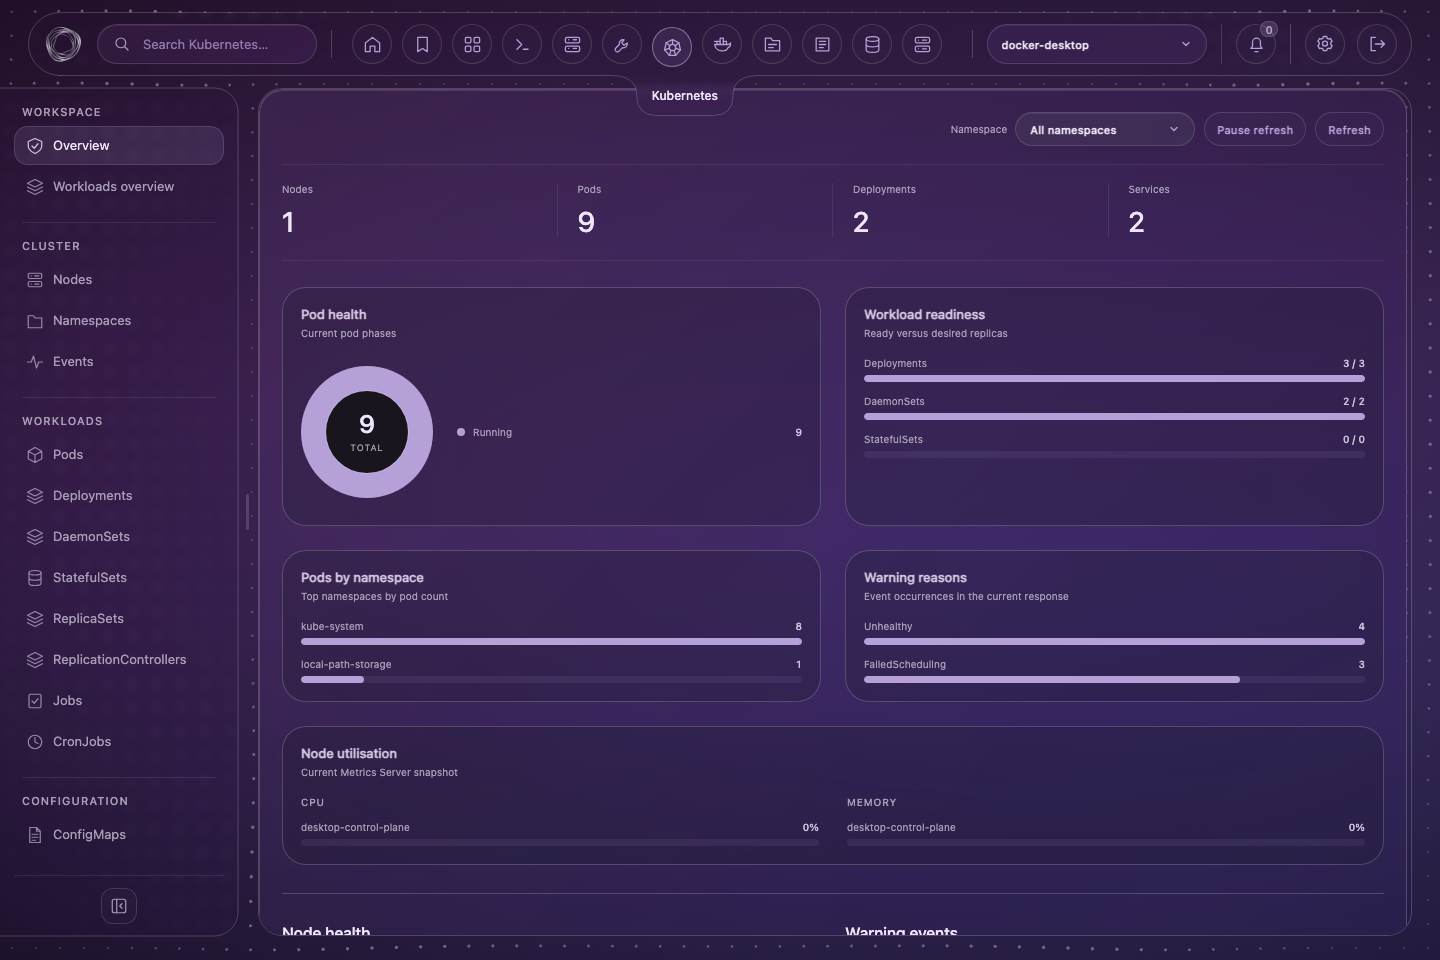 Search Kubernetes...
docker-desktop
0
Kubernetes
WORKSPACE
Overview
Workloads overview
CLUSTER
Nodes
Namespaces
Events
WORKLOADS
Pods
Deployments
DaemonSets
StatefulSets
ReplicaSets
ReplicationControllers
Jobs
CronJobs
CONFIGURATION
ConfigMaps
Namespace
All namespaces
Pause refresh
Refresh
Nodes
1
Pods
9
Deployments
2
Services
2
Pod health
Current pod phases
9
TOTAL
Running 9
Workload readiness
Ready versus desired replicas
Deployments 3 / 3
DaemonSets 2 / 2
StatefulSets 0 / 0
Pods by namespace
Top namespaces by pod count
kube-system 8
local-path-storage 1
Warning reasons
Event occurrences in the current response
Unhealthy 4
FailedScheduling 3
Node utilisation
Current Metrics Server snapshot
CPU
desktop-control-plane 0%
MEMORY
desktop-control-plane 0%
Node health
Warning events